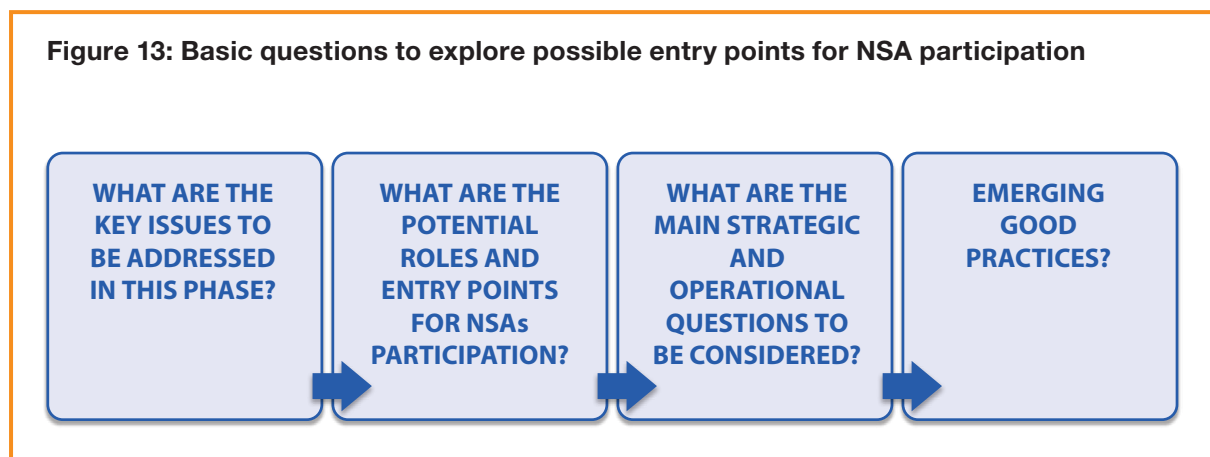 Figure 13: Basic questions to explore possible entry points for NSA participation
WHAT ARE THE
KEY ISSUES TO
BE ADDRESSED
IN THIS PHASE?
WHAT ARE THE
POTENTIAL
ROLES AND
ENTRY POINTS
FOR NSAs
PARTICIPATION?
WHAT ARE THE
MAIN STRATEGIC
AND
OPERATIONAL
QUESTIONS TO
BE CONSIDERED?
EMERGING
GOOD
PRACTICES?